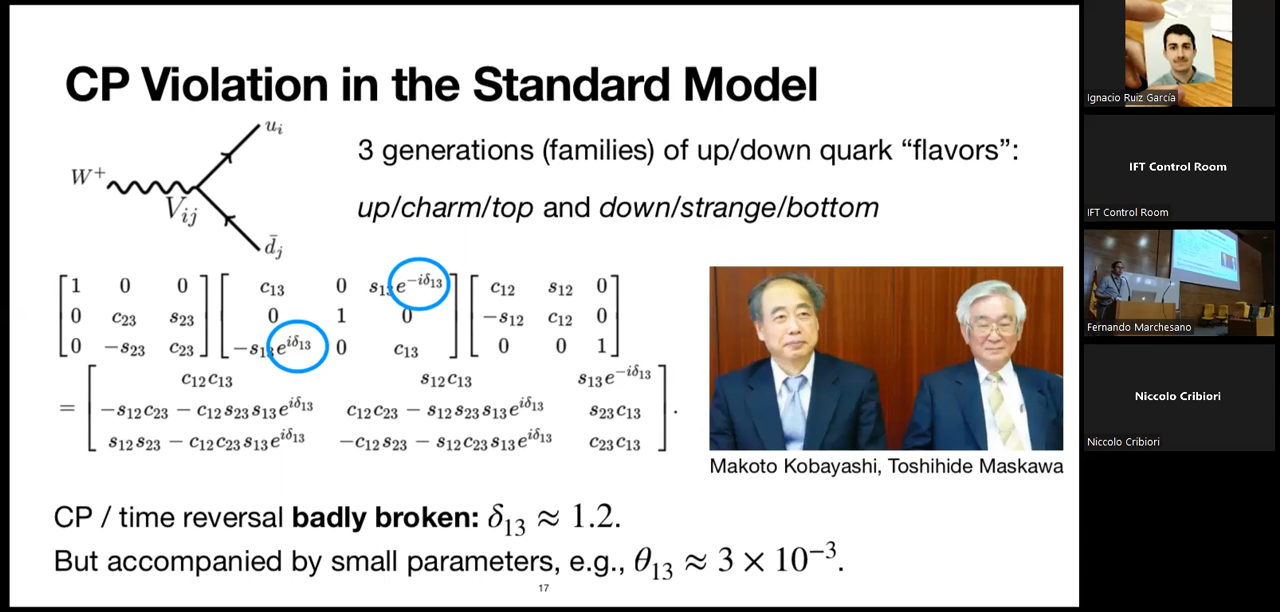 CP Violation in the Standard Model
W⁺
u_i
V_{ij}
\bar{d}_j
3 generations (families) of up/down quark “flavors”:
up/charm/top and down/strange/bottom
1 0 0 c₁₃ 0 s₁₃e^{-iδ₁₃} c₁₂ s₁₂ 0
0 c₂₃ s₂₃ 0 1 0 -s₁₂ c₁₂ 0
0 -s₂₃ c₂₃ -s₁₃e^{iδ₁₃} 0 c₁₃ 0 0 1
c₁₂c₁₃ s₁₂c₁₃ s₁₃e^{-iδ₁₃}
= -s₁₂c₂₃ - c₁₂s₂₃s₁₃e^{iδ₁₃} c₁₂c₂₃ - s₁₂s₂₃s₁₃e^{iδ₁₃} s₂₃c₁₃ .
s₁₂s₂₃ - c₁₂c₂₃s₁₃e^{iδ₁₃} -c₁₂s₂₃ - s₁₂c₂₃s₁₃e^{iδ₁₃} c₂₃c₁₃
Makoto Kobayashi, Toshihide Maskawa
CP / time reversal badly broken: δ₁₃ ≈ 1.2.
But accompanied by small parameters, e.g., θ₁₃ ≈ 3 × 10⁻³.
17
Ignacio Ruiz García
IFT Control Room
IFT Control Room
Fernando Marchesano
Niccolo Cribiori
Niccolo Cribiori